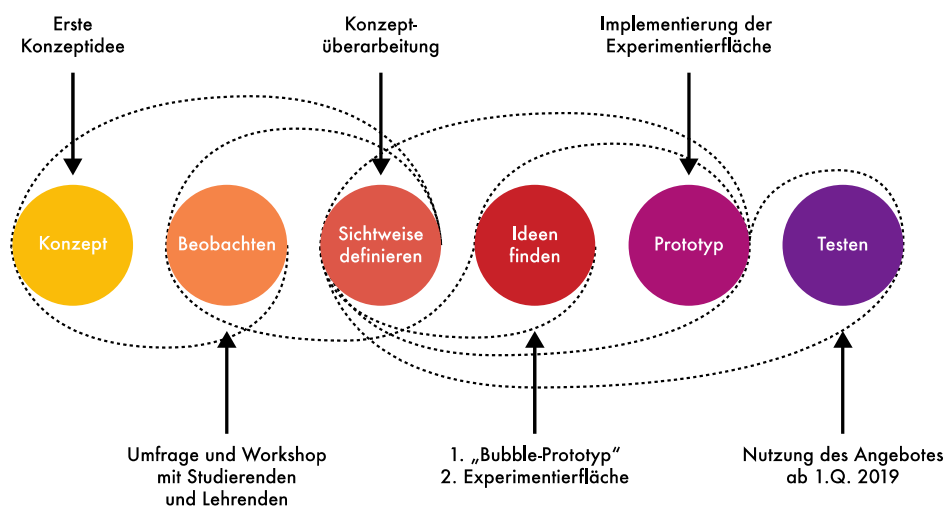 Erste
Konzeptidee
Konzept-
überarbeitung
Implementierung der
Experimentierfläche
Konzept
Beobachten
Sichtweise
definieren
Ideen
finden
Prototyp
Testen
Umfrage und Workshop
mit Studierenden
und Lehrenden
1. „Bubble-Prototyp“
2. Experimentierfläche
Nutzung des Angebotes
ab 1.Q. 2019